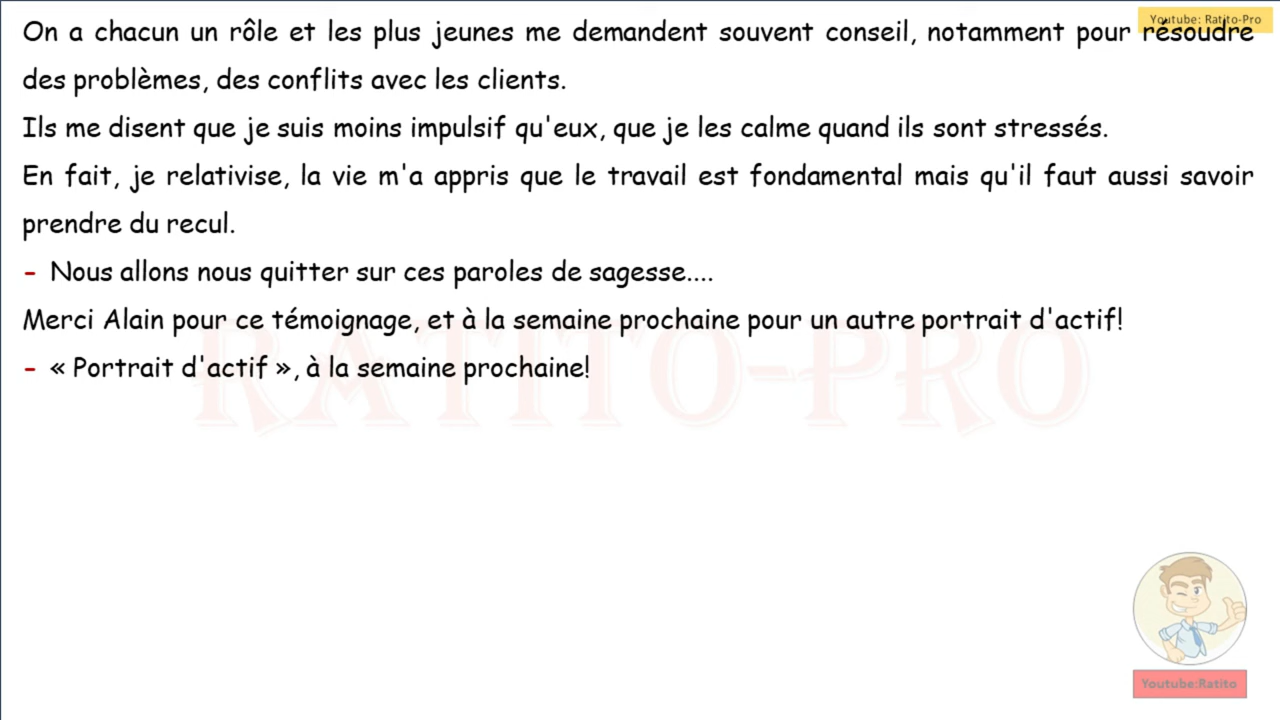 Youtube: Ratito-Pro
On a chacun un rôle et les plus jeunes me demandent souvent conseil, notamment pour résoudre
des problèmes, des conflits avec les clients.
Ils me disent que je suis moins impulsif qu'eux, que je les calme quand ils sont stressés.
En fait, je relativise, la vie m'a appris que le travail est fondamental mais qu'il faut aussi savoir
prendre du recul.
- Nous allons nous quitter sur ces paroles de sagesse....
Merci Alain pour ce témoignage, et à la semaine prochaine pour un autre portrait d'actif!
- « Portrait d'actif », à la semaine prochaine!
RATITO-PRO
Youtube:Ratito